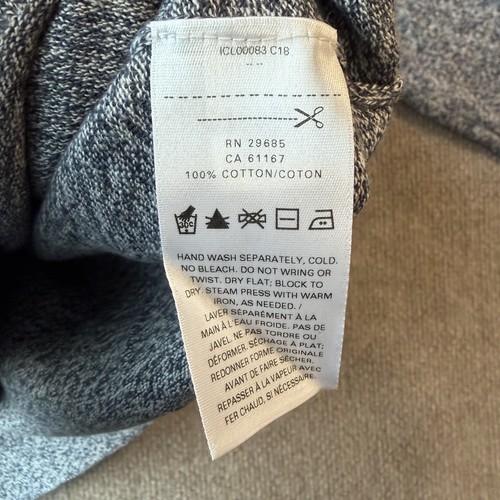 ICL00083 C18
RN 29685
CA 61167
100% COTTON/COTON
30C
HAND WASH SEPARATELY, COLD.
NO BLEACH. DO NOT WRING OR
TWIST. DRY FLAT; BLOCK TO
DRY. STEAM PRESS WITH WARM
IRON, AS NEEDED. /
LAVER SÉPARÉMENT À LA
MAIN À L'EAU FROIDE. PAS DE
JAVEL. NE PAS TORDRE OU
DÉFORMER. SÉCHAGE À PLAT;
REDONNER FORME ORIGINALE
AVANT DE FAIRE SÉCHER.
REPASSER À LA VAPEUR AVEC
FER CHAUD, SI NÉCESSAIRE.